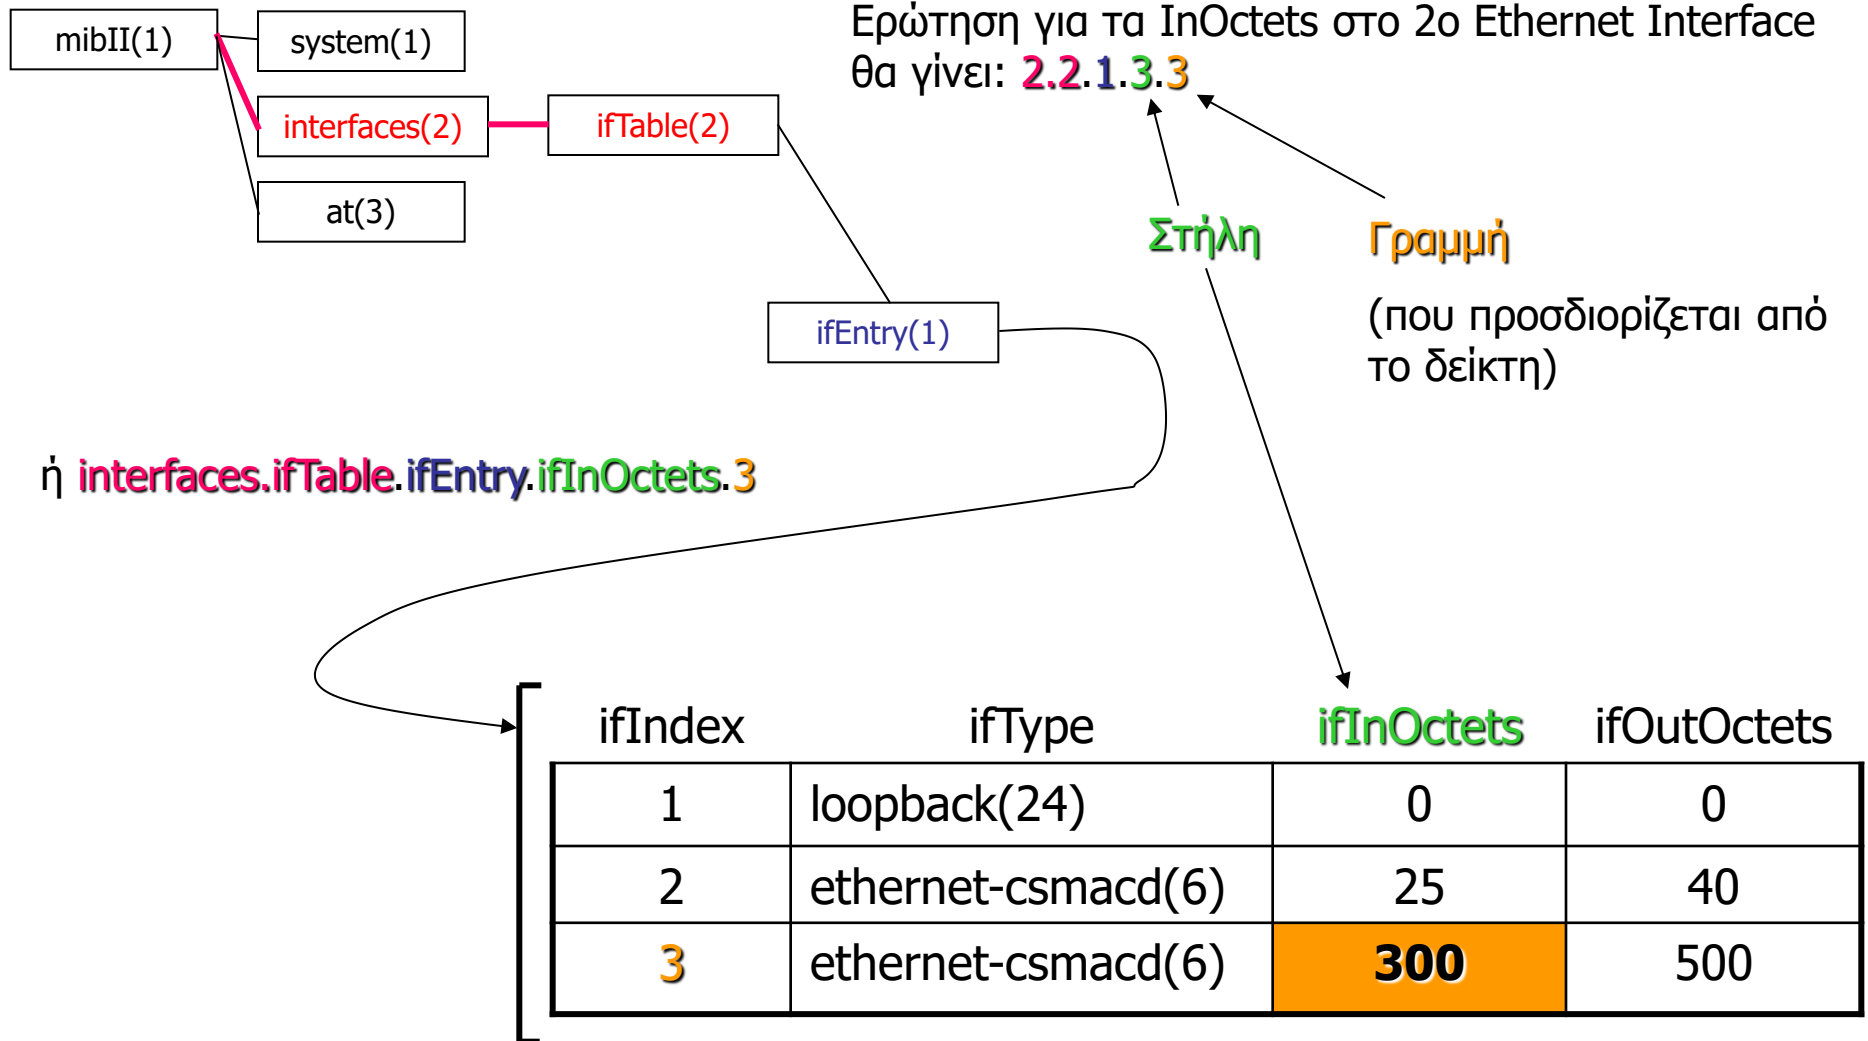 mibII(1)
system(1)
interfaces(2)
ifTable(2)
at(3)
Ερώτηση για τα InOctets στο 2ο Ethernet Interface
θα γίνει: 2.2.1.3.3
Στήλη
Γραμμή
(που προσδιορίζεται από
το δείκτη)
ifEntry(1)
ή interfaces.ifTable.ifEntry.ifInOctets.3
ifIndex ifType ifInOctets ifOutOctets
1 loopback(24) 0 0
2 ethernet-csmacd(6) 25 40
3 ethernet-csmacd(6) 300 500